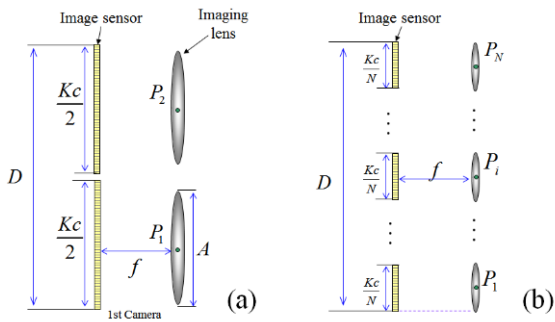 Image sensor
Imaging lens
Kc/2
P2
D
Kc/2
P1
f
A
1st Camera
(a)
Image sensor
Kc/N
PN
Kc/N
Pi
D
f
Kc/N
P1
(b)